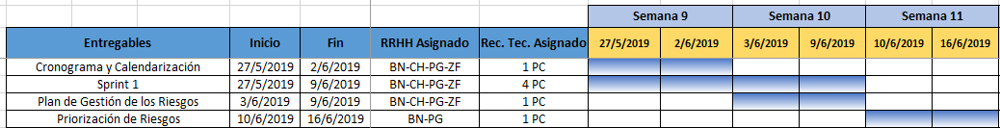 Semana 9 Semana 10 Semana 11
Entregables Inicio Fin RRHH Asignado Rec. Tec. Asignado 27/5/2019 2/6/2019 3/6/2019 9/6/2019 10/6/2019 16/6/2019
Cronograma y Calendarización 27/5/2019 2/6/2019 BN-CH-PG-ZF 1 PC
Sprint 1 27/5/2019 9/6/2019 BN-CH-PG-ZF 4 PC
Plan de Gestión de los Riesgos 3/6/2019 9/6/2019 BN-CH-PG-ZF 1 PC
Priorización de Riesgos 10/6/2019 16/6/2019 BN-PG 1 PC